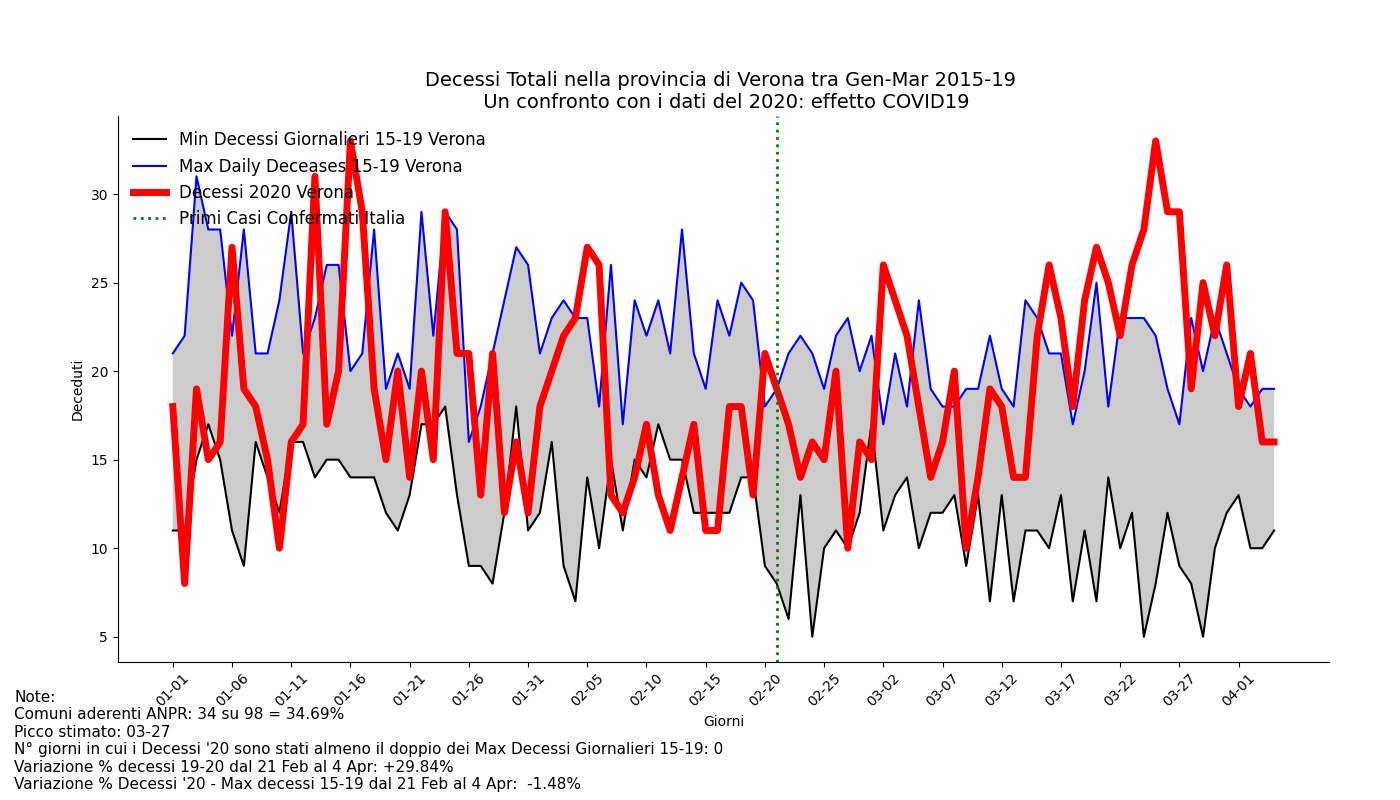 Decessi Totali nella provincia di Verona tra Gen-Mar 2015-19
Un confronto con i dati del 2020: effetto COVID19
Min Decessi Giornalieri 15-19 Verona
Max Daily Deceases 15-19 Verona
Decessi 2020 Verona
Primi Casi Confermati Italia
Deceduti
30
25
20
15
10
5
01-01 01-06 01-11 01-16 01-21 01-26 01-31 02-05 02-10 02-15 02-20 02-25 03-02 03-07 03-12 03-17 03-22 03-27 04-01
Giorni
Note:
Comuni aderenti ANPR: 34 su 98 = 34.69%
Picco stimato: 03-27
N° giorni in cui i Decessi '20 sono stati almeno il doppio dei Max Decessi Giornalieri 15-19: 0
Variazione % decessi 19-20 dal 21 Feb al 4 Apr: +29.84%
Variazione % Decessi '20 - Max decessi 15-19 dal 21 Feb al 4 Apr:  -1.48%